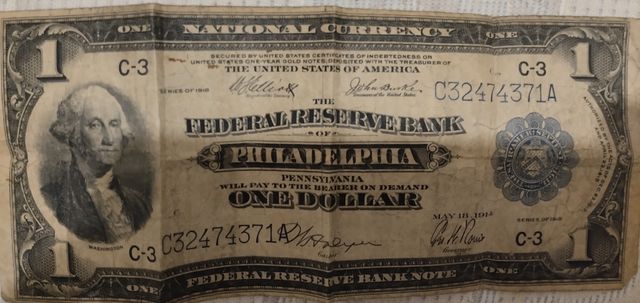 ONE NATIONAL CURRENCY ONE
1 1
SECURED BY UNITED STATES CERTIFICATES OF INDEBTEDNESS OR
UNITED STATES ONE-YEAR GOLD NOTES, DEPOSITED WITH THE TREASURER OF
THE UNITED STATES OF AMERICA
C-3 C-3
SERIES OF 1918
C32474371A
THE
FEDERAL RESERVE BANK
OF
PHILADELPHIA
PENNSYLVANIA
WILL PAY TO THE BEARER ON DEMAND
ONE DOLLAR
WASHINGTON
MAY 18, 1914
SERIES OF 1918
C-3 C32474371A C-3
1 1
ONE FEDERAL RESERVE BANK NOTE ONE